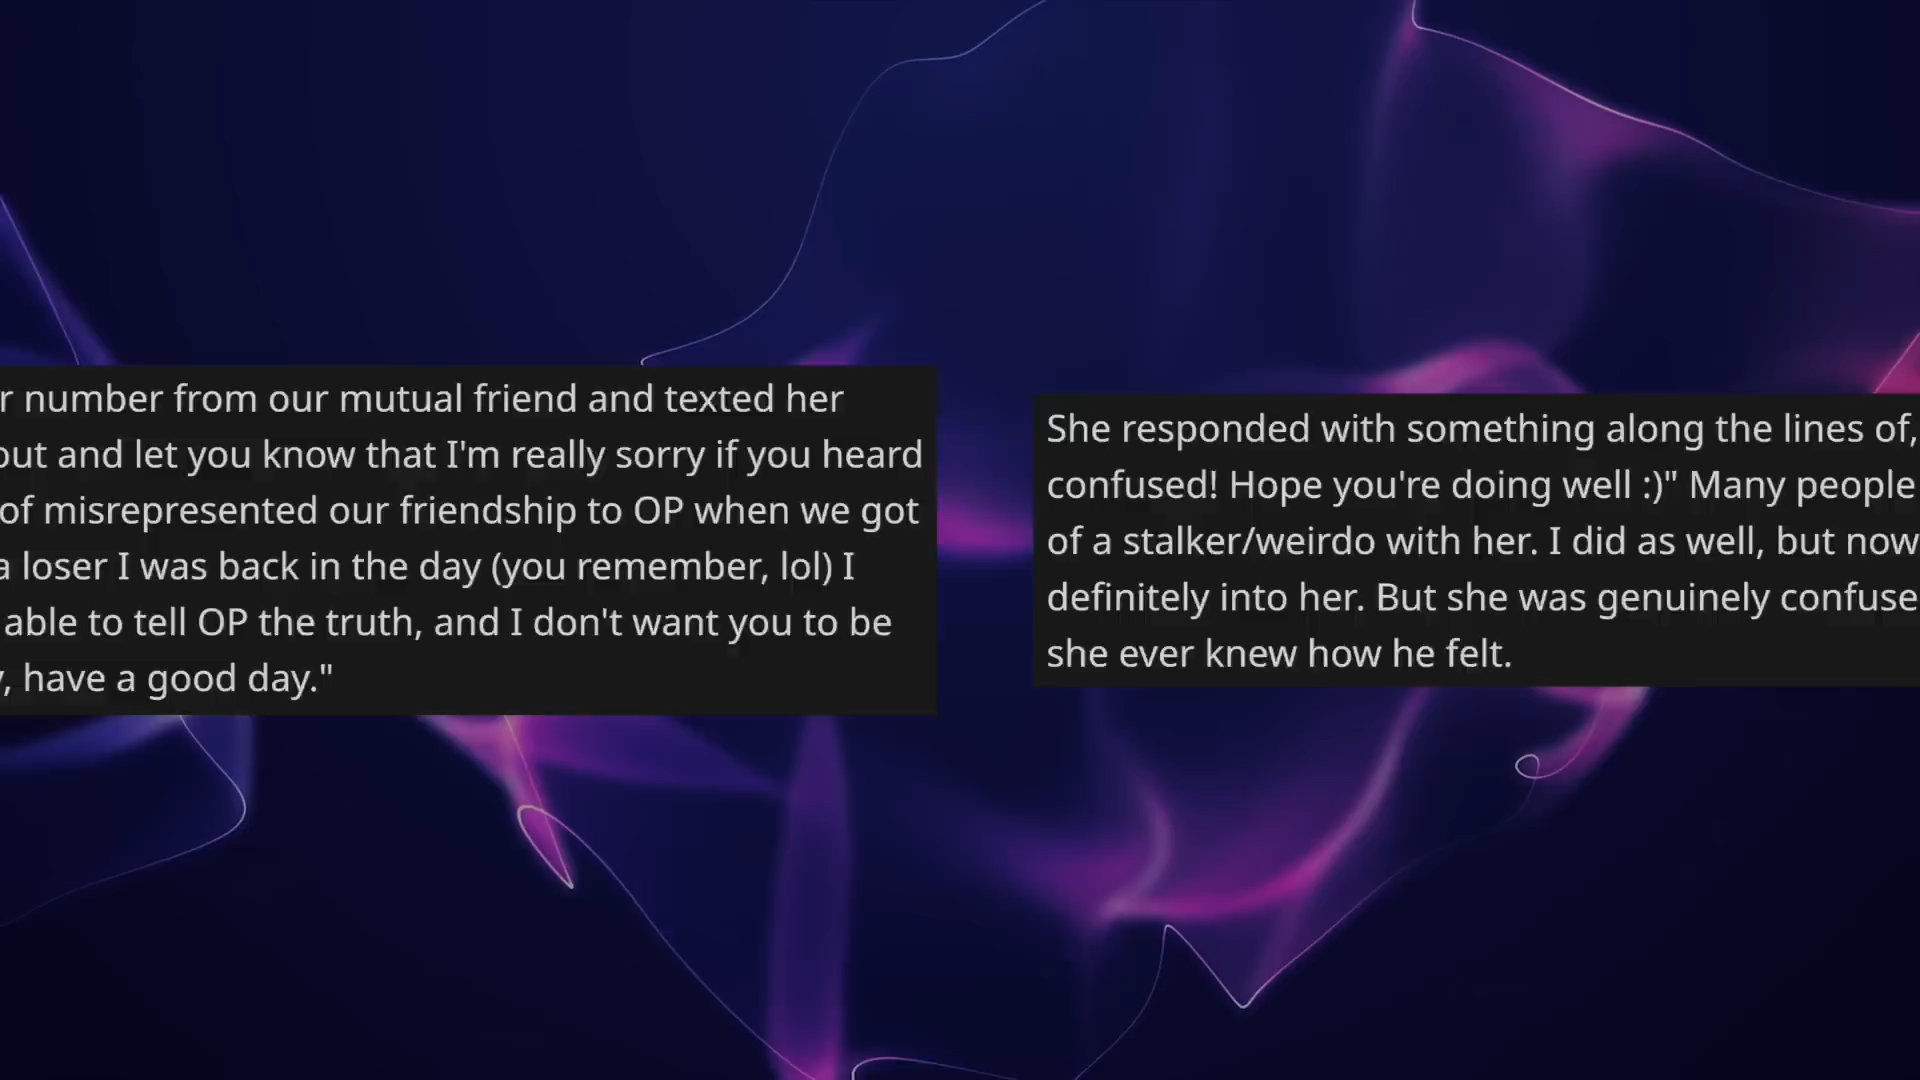 number from our mutual friend and texted her
and let you know that I'm really sorry if you heard
of misrepresented our friendship to OP when we got
a loser I was back in the day (you remember, lol) I
able to tell OP the truth, and I don't want you to be
have a good day."
She responded with something along the lines of,
confused! Hope you're doing well :)" Many people
of a stalker/weirdo with her. I did as well, but now
definitely into her. But she was genuinely
she ever knew how he felt.